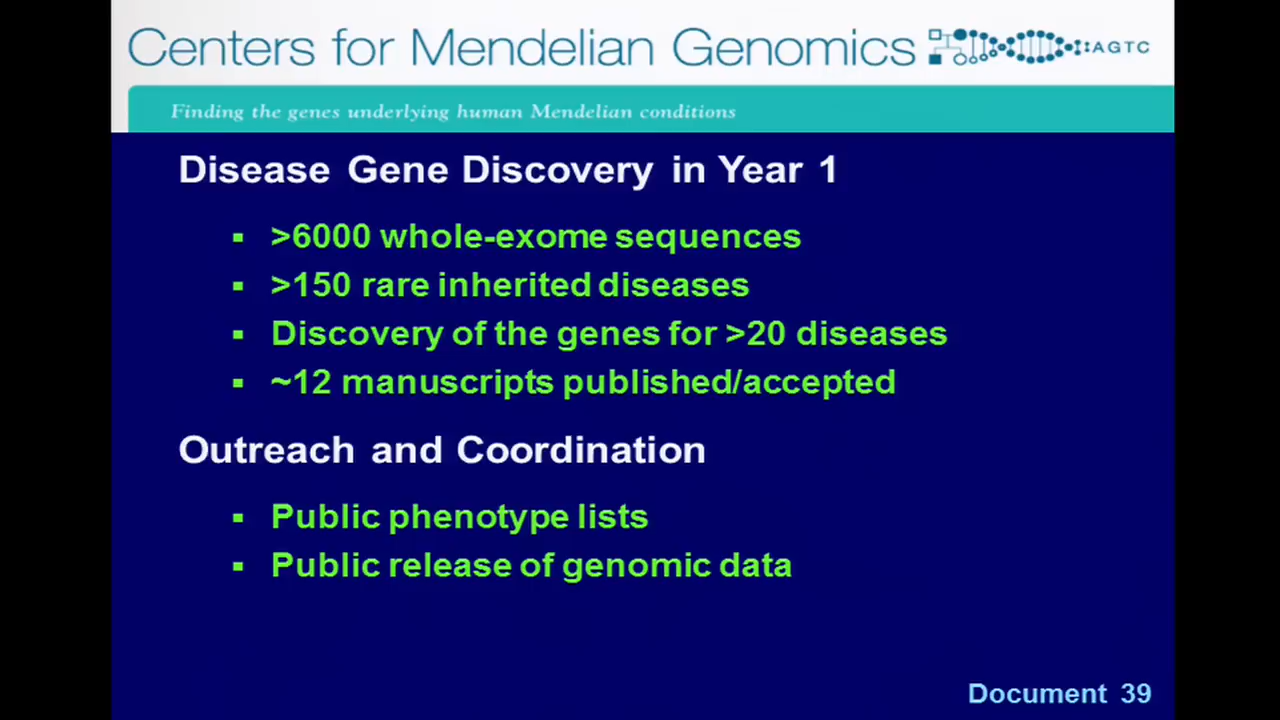 Centers for Mendelian Genomics
AGTC
Finding the genes underlying human Mendelian conditions
Disease Gene Discovery in Year 1
▪ >6000 whole-exome sequences
▪ >150 rare inherited diseases
▪ Discovery of the genes for >20 diseases
▪ ~12 manuscripts published/accepted
Outreach and Coordination
▪ Public phenotype lists
▪ Public release of genomic data
Document 39